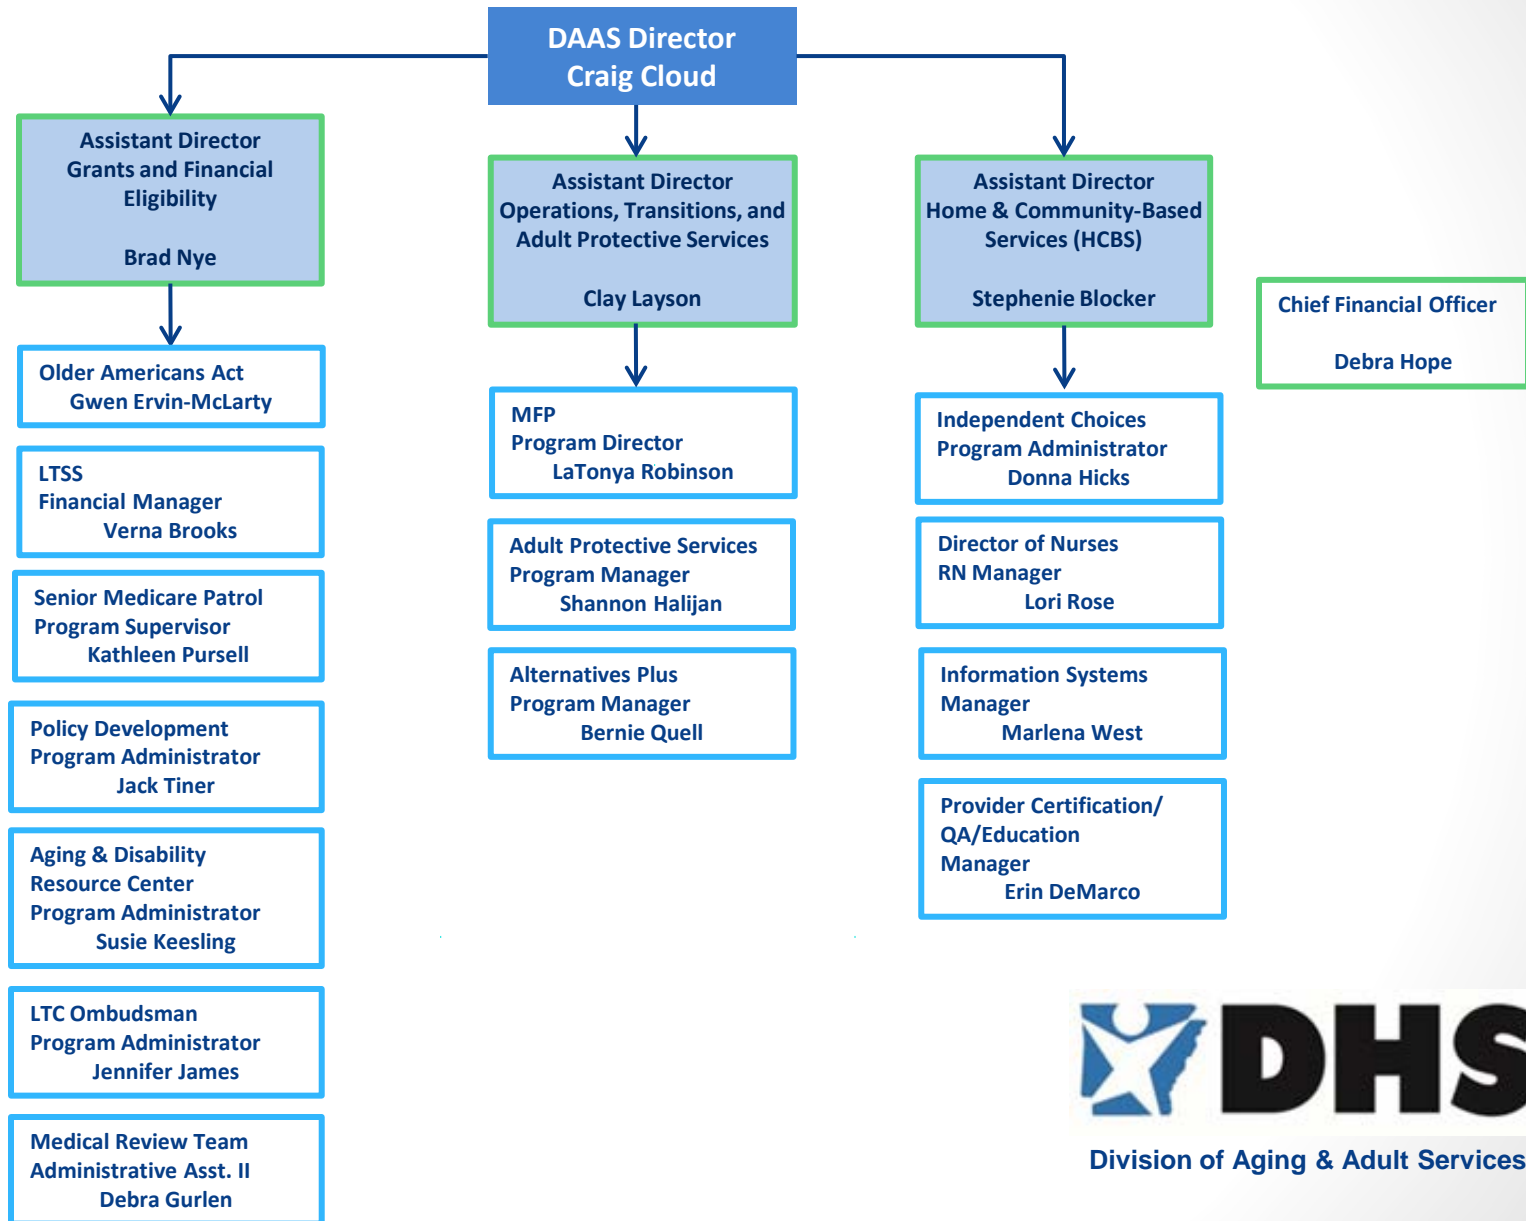 DAAS Director
Craig Cloud
Assistant Director
Grants and Financial
Eligibility
Brad Nye
Assistant Director
Operations, Transitions, and
Adult Protective Services
Clay Layson
Assistant Director
Home & Community-Based
Services (HCBS)
Stephenie Blocker
Chief Financial Officer
Debra Hope
Older Americans Act
Gwen Ervin-McLarty
LTSS
Financial Manager
Verna Brooks
Senior Medicare Patrol
Program Supervisor
Kathleen Pursell
Policy Development
Program Administrator
Jack Tiner
Aging & Disability
Resource Center
Program Administrator
Susie Keesling
LTC Ombudsman
Program Administrator
Jennifer James
Medical Review Team
Administrative Asst. II
Debra Gurlen
MFP
Program Director
LaTonya Robinson
Adult Protective Services
Program Manager
Shannon Halijan
Alternatives Plus
Program Manager
Bernie Quell
Independent Choices
Program Administrator
Donna Hicks
Director of Nurses
RN Manager
Lori Rose
Information Systems
Manager
Marlena West
Provider Certification/
QA/Education
Manager
Erin DeMarco
DHS
Division of Aging & Adult Services